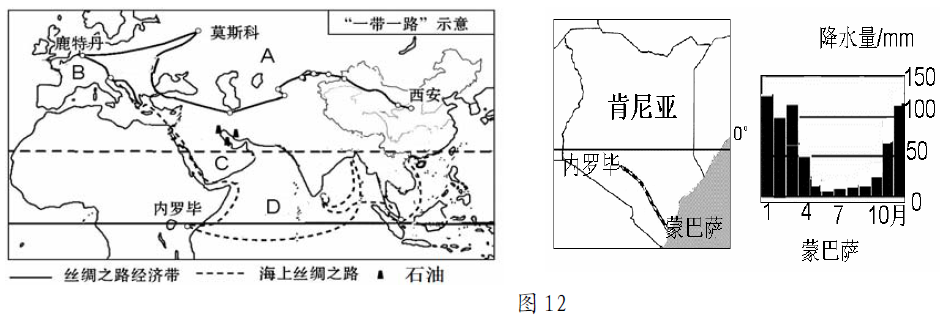 “一带一路”示意
莫斯科
鹿特丹
A
B
西安
C
D
内罗毕
丝绸之路经济带
海上丝绸之路
石油
肯尼亚
0°
内罗毕
蒙巴萨
降水量/mm
150
100
50
0
1 4 7 10月
蒙巴萨
图 12